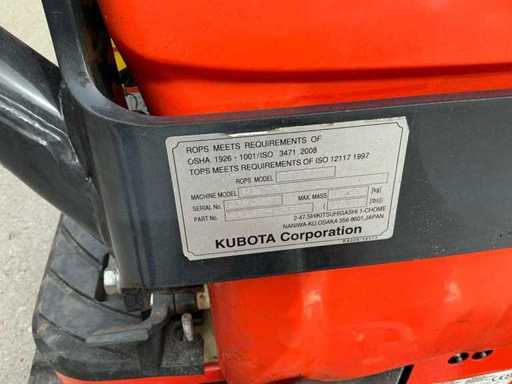 ROPS MEETS REQUIREMENTS OF
OSHA 1926 - 1001/ISO 3471 2008
TOPS MEETS REQUIREMENTS OF ISO 12117 1997
ROPS MODEL
MACHINE MODEL MAX. MASS [kg]
SERIAL No. [lbs]
PART No.
2-47, SHIKITSUHIGASHI 1-CHOME
NANIWA-KU, OSAKA 556-8601, JAPAN.
KUBOTA Corporation